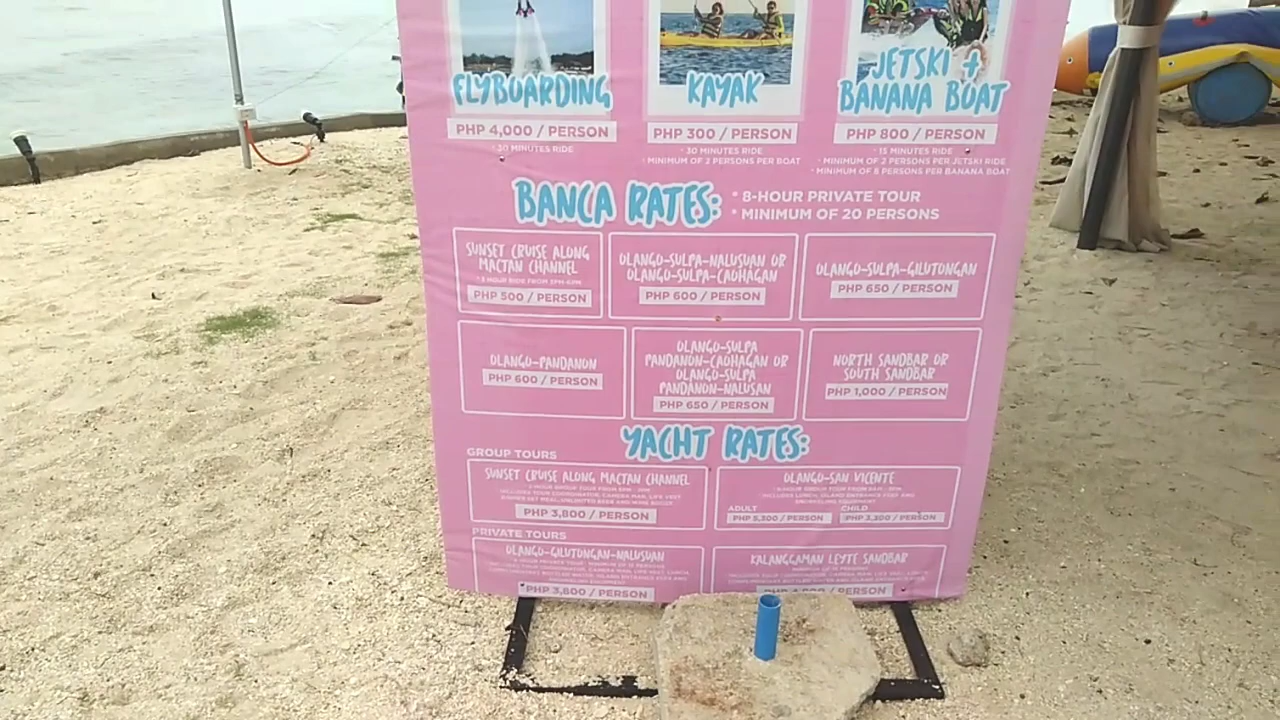 FLYBOARDING
PHP 4,000 / PERSON
• 30 MINUTES RIDE
KAYAK
PHP 300 / PERSON
• 30 MINUTES RIDE
• MINIMUM OF 2 PERSONS PER BOAT
JETSKI +
BANANA BOAT
PHP 800 / PERSON
• 15 MINUTES RIDE
• MINIMUM OF 2 PERSONS PER JETSKI RIDE
PERSONS PER BANANA BOAT
BANCA RATES:
* 8-HOUR PRIVATE TOUR
* MINIMUM OF 20 PERSONS
SUNSET CRUISE ALONG
MACTAN CHANNEL
HOUR RIDE FROM
PHP 500 / PERSON
OLANGO-SULPA-NALUSUAN OR
OLANGO-SULPA-CAOHAGAN
PHP 600 / PERSON
OLANGO-SULPA-GILUTONGAN
PHP 650 / PERSON
OLANGO-PANDANON
PHP 600 / PERSON
OLANGO-SULPA
PANDANON-CAOHAGAN OR
OLANGO-SULPA
PANDANON-NALUSAN
PHP 650 / PERSON
NORTH SANDBAR OR
SOUTH SANDBAR
PHP 1,000 / PERSON
YACHT RATES:
GROUP TOURS
SUNSET CRUISE ALONG MACTAN CHANNEL
PHP 3,800 / PERSON
OLANGO-SAN VICENTE
ADULT
PHP 5,300 / PERSON
CHILD
PHP 3,300 / PERSON
PRIVATE TOURS
OLANGO-GILUTONGAN-NALUSUAN
PHP 3,800 / PERSON
KALANGGAMAN LEYTE SANDBAR
PHP
/ PERSON